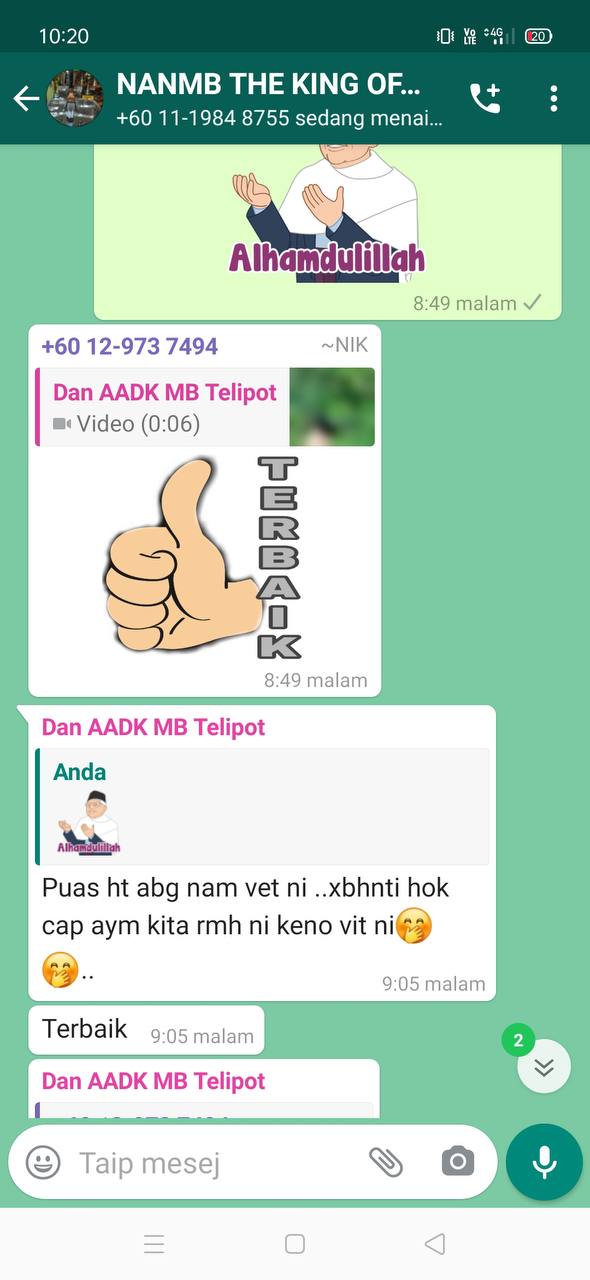 10:20
Vo LTE
4G
20
NANMB THE KING OF...
+60 11-1984 8755 sedang menai...
Alhamdulillah
8:49 malam
+60 12-973 7494
~NIK
Dan AADK MB Telipot
Video (0:06)
TERBAIK
8:49 malam
Dan AADK MB Telipot
Anda
Alhamdulillah
Puas ht abg nam vet ni ..xbhnti hok
cap aym kita rmh ni keno vit ni🤭
🤭..
9:05 malam
Terbaik
9:05 malam
2
Dan AADK MB Telipot
Taip mesej